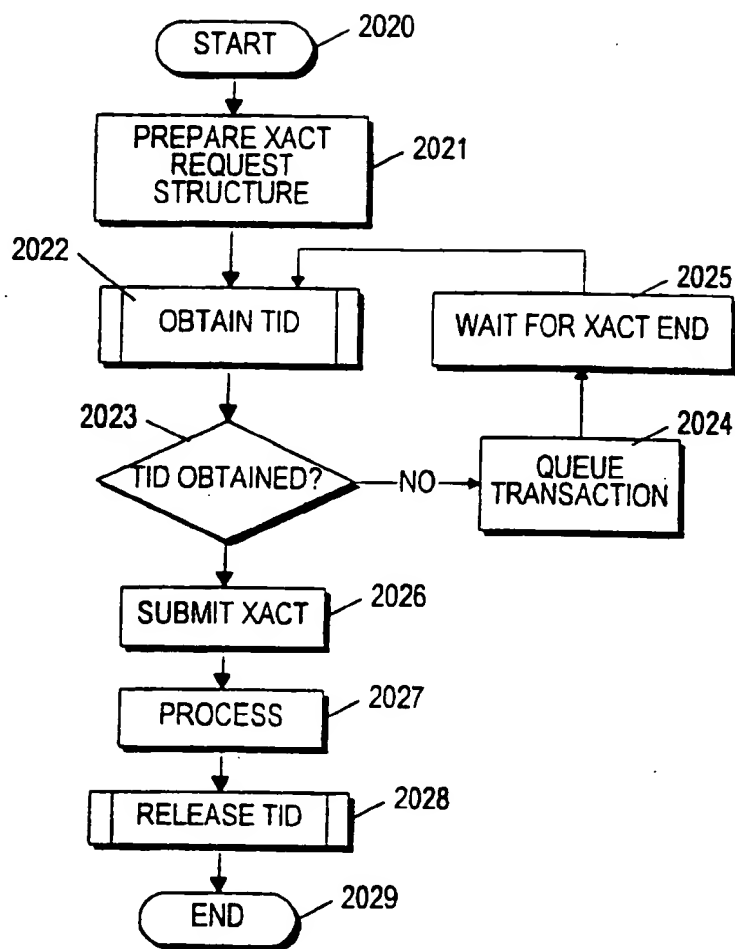 START
2020
PREPARE XACT
REQUEST
STRUCTURE
2021
2022
OBTAIN TID
2025
WAIT FOR XACT END
2023
TID OBTAINED?
NO
2024
QUEUE
TRANSACTION
SUBMIT XACT
2026
PROCESS
2027
RELEASE TID
2028
END
2029